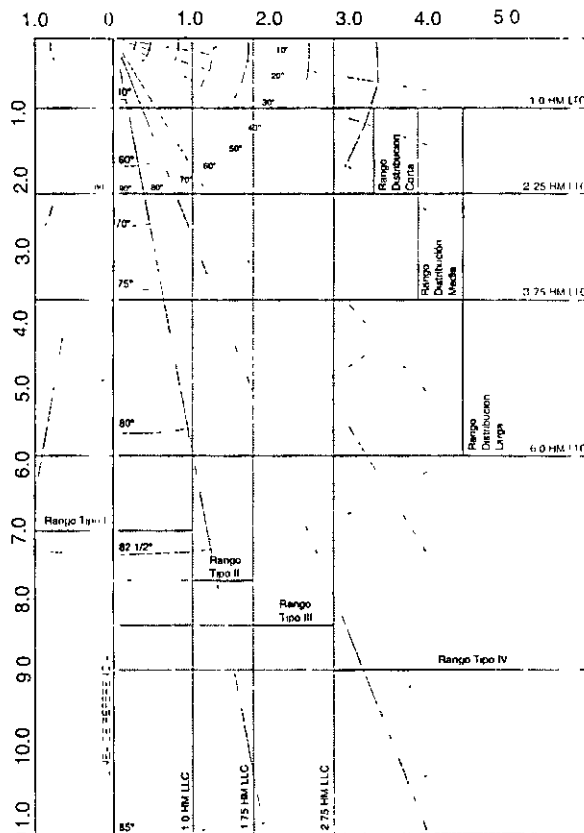 1.0 0 1.0 2.0 3.0 5 0
10°
20°
30°
40°
50°
60°
70°
80°
90°
10°
60°
70°
75°
80°
82 1/2°
85°
1.0
2.0
3.0
4.0
5.0
6.0
7.0
8.0
9 0
10.0
1.0
1.0 HM LTC
2.25 HM LTC
3.75 HM LTC
6.0 HM LTC
Rango
Distribucion
Corta
Rango
Distribución
Media
Rango
Distribucion
Larga
Rango Tipo I
Rango
Tipo II
Rango
Tipo III
Rango Tipo IV
1.0 HM LLC
1 75 HM LLC
2 75 HM LLC